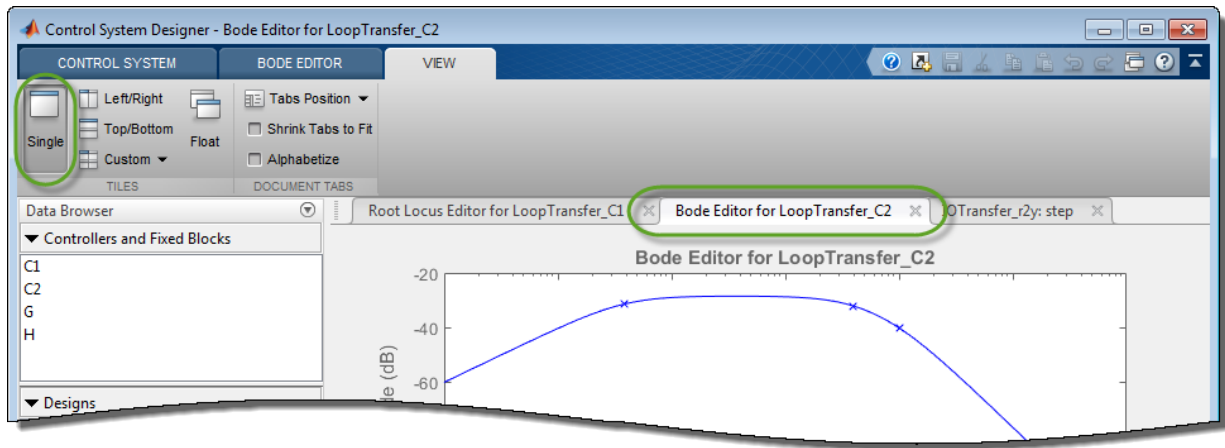 Control System Designer - Bode Editor for LoopTransfer_C2
CONTROL SYSTEM BODE EDITOR VIEW
Single
Left/Right
Top/Bottom
Custom
Float
Tabs Position
Shrink Tabs to Fit
Alphabetize
TILES DOCUMENT TABS
Data Browser
Root Locus Editor for LoopTransfer_C1 Bode Editor for LoopTransfer_C2 OTransfer_r2y: step
Controllers and Fixed Blocks
C1
C2
G
H
Designs
Bode Editor for LoopTransfer_C2
-20
-40
-60
de (dB)